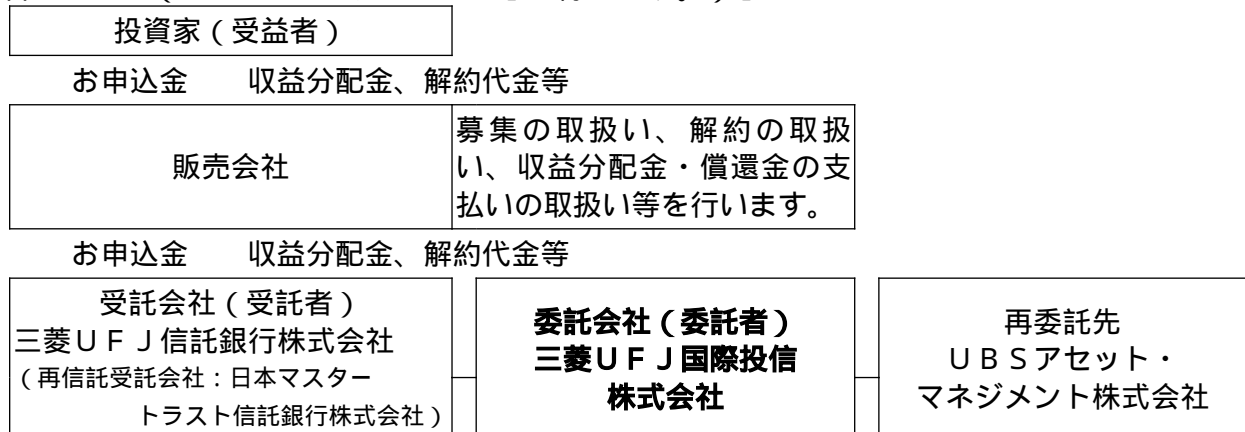 投資家(受益者)
お申込金 収益分配金、解約代金等
販売会社
募集の取扱い、解約の取扱
い、収益分配金・償還金の支
払いの取扱い等を行います。
お申込金 収益分配金、解約代金等
受託会社(受託者)
三菱UFJ信託銀行株式会社
(再信託受託会社:日本マスター
トラスト信託銀行株式会社)
委託会社(委託者)
三菱UFJ国際投信
株式会社
再委託先
UBSアセット・
マネジメント株式会社